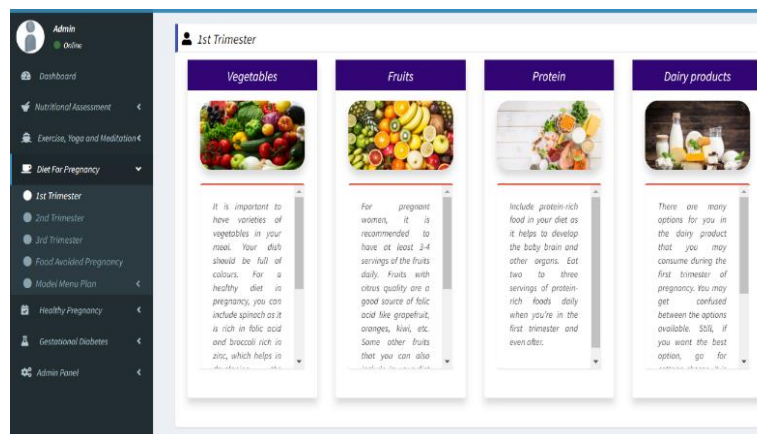 Admin
Online
Dashboard
Nutritional Assessment
Exercise, Yoga and Meditation
Diet For Pregnancy
1st Trimester
2nd Trimester
3rd Trimester
Food Avoided Pregnancy
Model Menu Plan
Healthy Pregnancy
Gestational Diabetes
Admin Panel
1st Trimester
Vegetables
It is important to
have varieties of
vegetables in your
meal. Your dish
should be full of
colours. For a
healthy diet in
pregnancy, you can
include spinach as it
is rich in folic acid
and broccoli rich in
zinc, which helps in
Fruits
For pregnant
women, it is
recommended to
have at least 3-4
servings of the fruits
daily. Fruits with
citrus quality are a
good source of folic
acid like grapefruit,
oranges, kiwi, etc.
Some other fruits
that you can also
Protein
Include protein-rich
food in your diet as
it helps to develop
the baby brain and
other organs. Eat
two to three
servings of protein-
rich foods daily
when you're in the
first trimester and
even after.
Dairy products
There are many
options for you in
the dairy product
that you may
consume during the
first trimester of
pregnancy. You may
get confused
between the options
available. Still, if
you want the best
option, go for